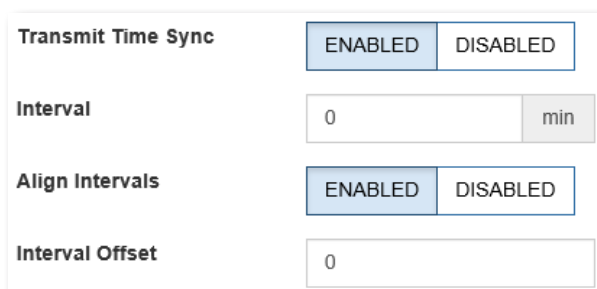 Transmit Time Sync ENABLED DISABLED
Interval 0 min
Align Intervals ENABLED DISABLED
Interval Offset 0